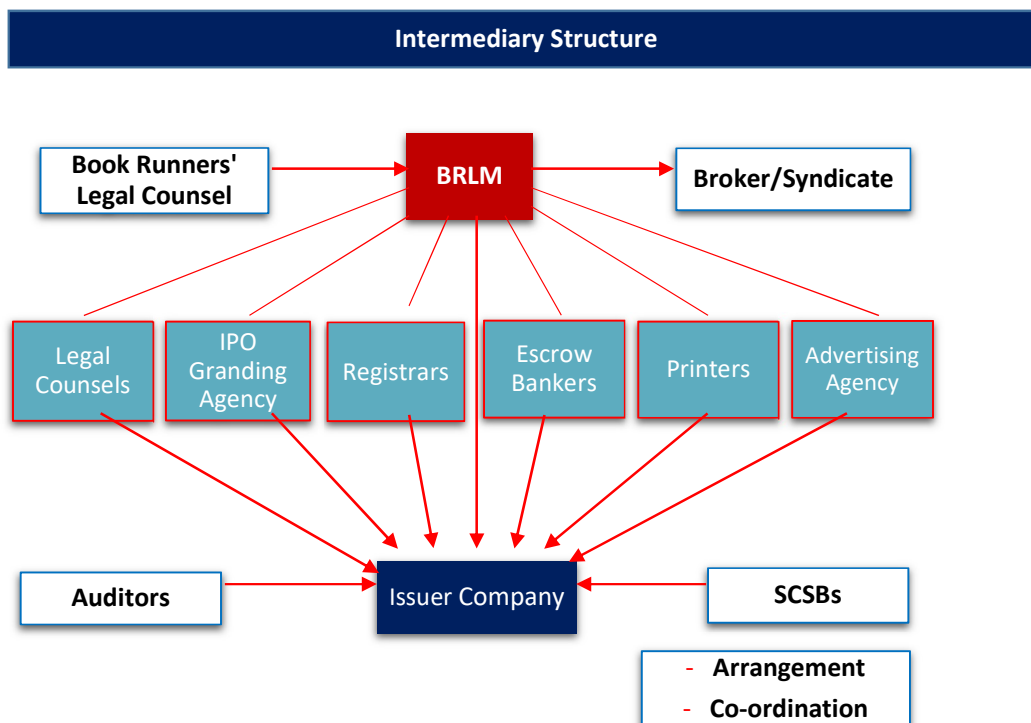 Intermediary Structure
Book Runners'
Legal Counsel
BRLM
Broker/Syndicate
Legal
Counsels
IPO
Granding
Agency
Registrars
Escrow
Bankers
Printers
Advertising
Agency
Auditors
Issuer Company
SCSBs
- Arrangement
- Co-ordination